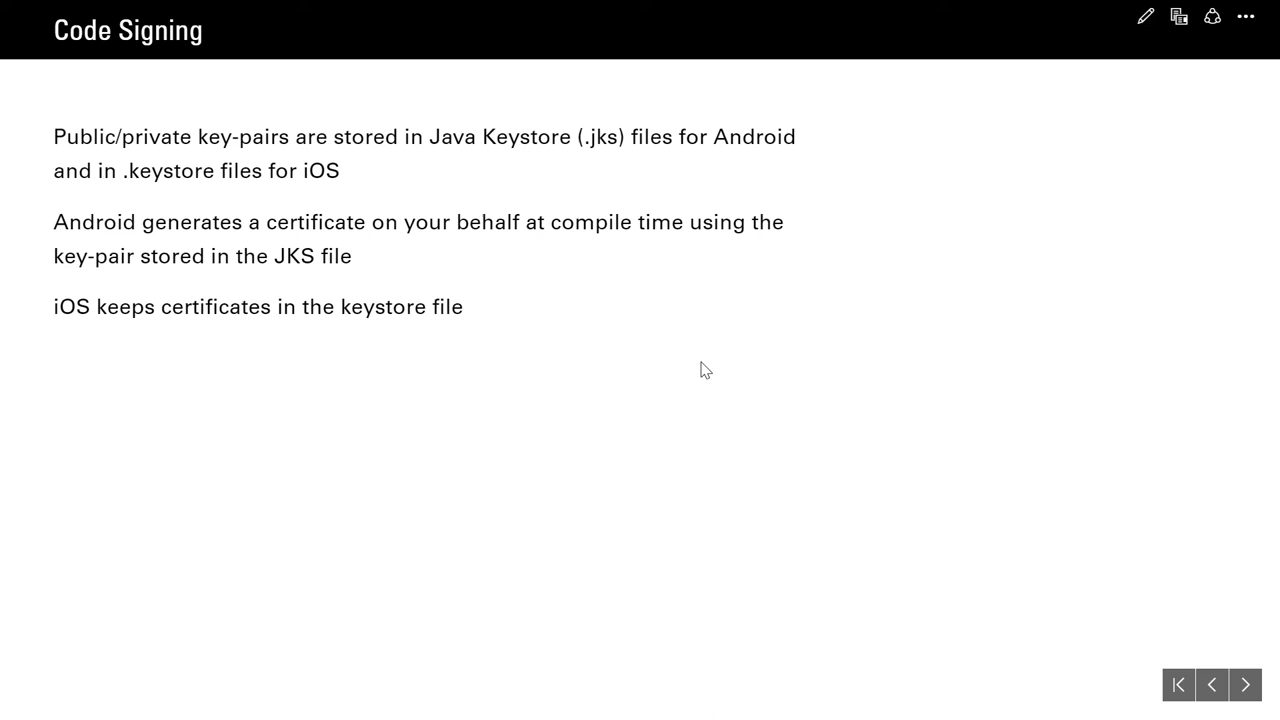 Code Signing
Public/private key-pairs are stored in Java Keystore (.jks) files for Android
and in .keystore files for iOS
Android generates a certificate on your behalf at compile time using the
key-pair stored in the JKS file
iOS keeps certificates in the keystore file